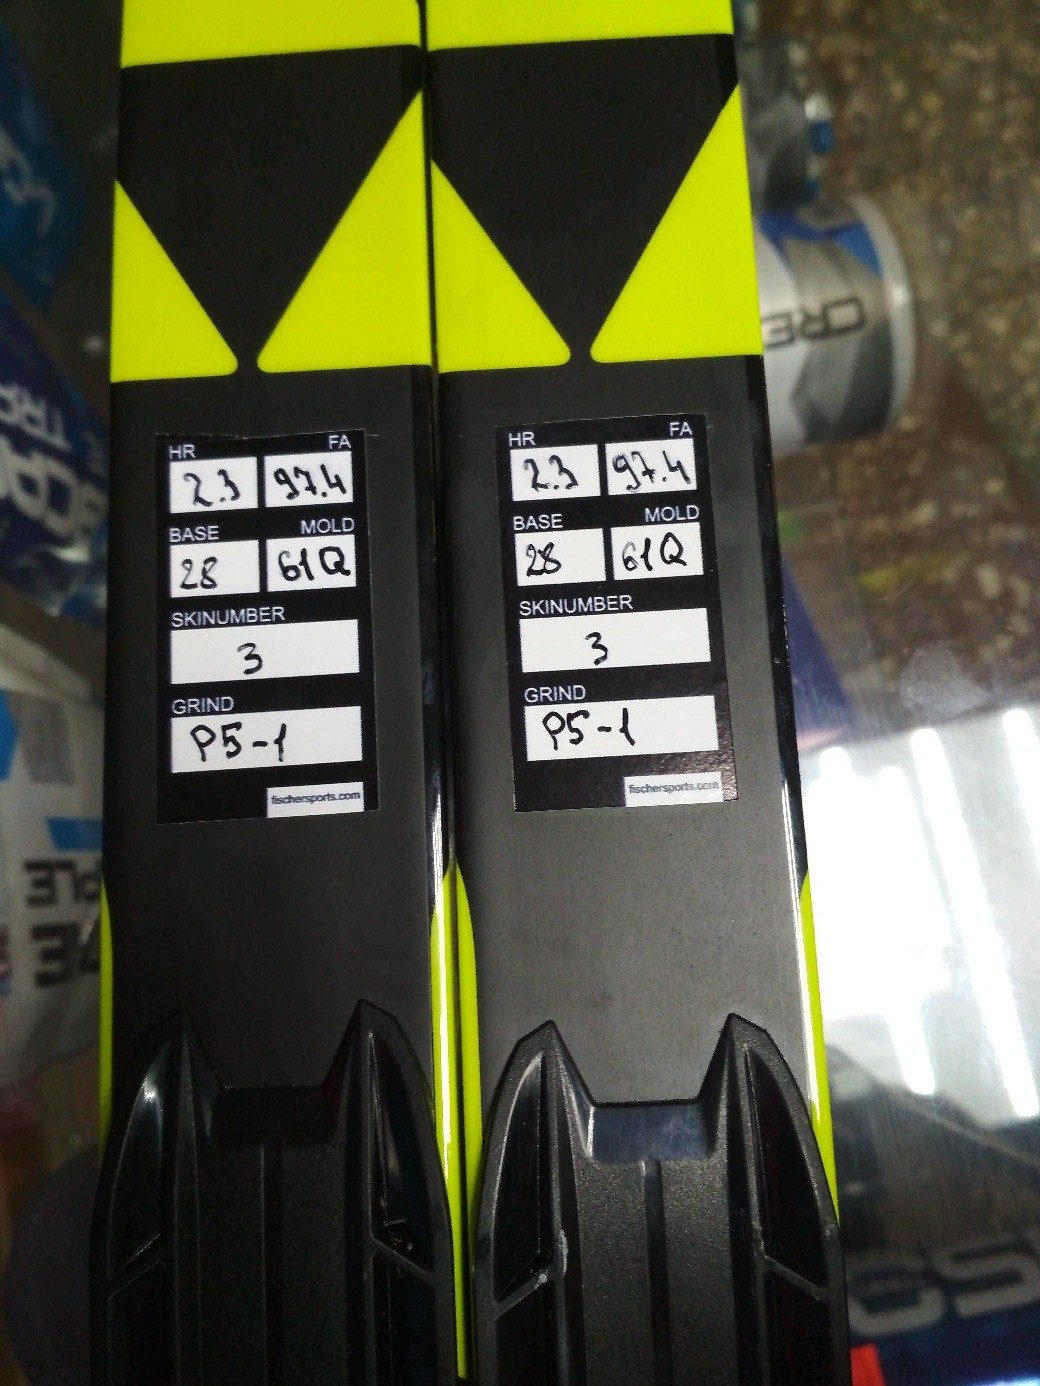 HR FA
2.3 97.4
BASE MOLD
28 61Q
SKINUMBER
3
GRIND
P5-1
fischersports.com
HR FA
2.3 97.4
BASE MOLD
28 61Q
SKINUMBER
3
GRIND
P5-1
fischersports.com
CRE